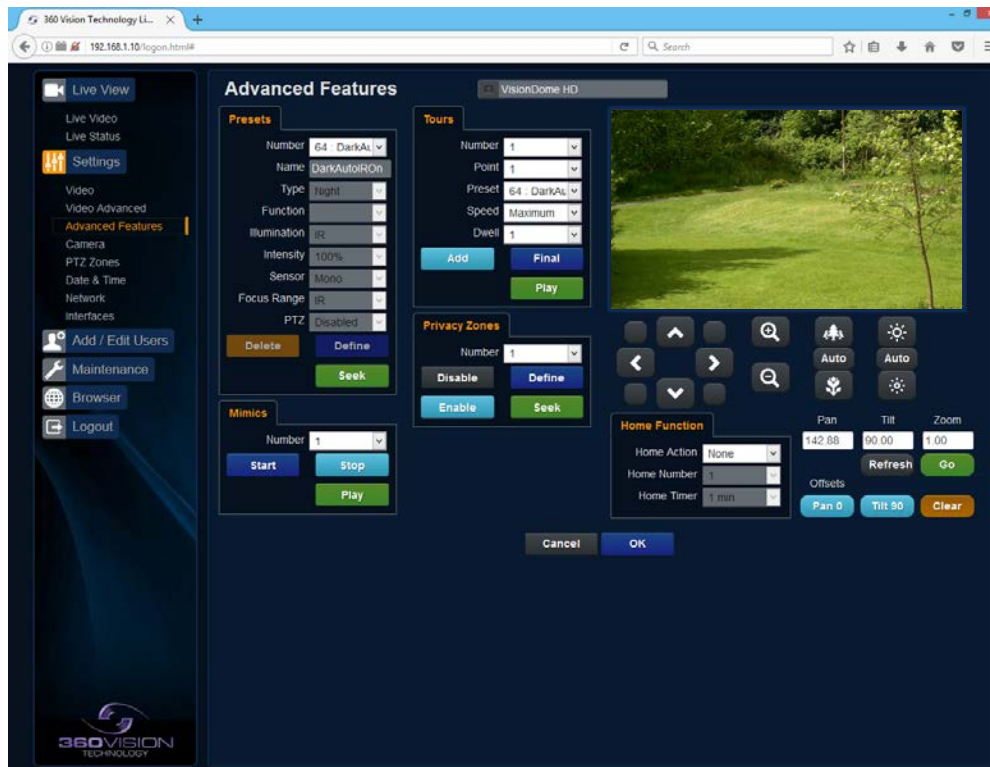 360 Vision Technology Li...
192.168.1.10/logon.html#
Search
Live View
Live Video
Live Status
Settings
Video
Video Advanced
Advanced Features
Camera
PTZ Zones
Date & Time
Network
Interfaces
Add / Edit Users
Maintenance
Browser
Logout
360VISION
TECHNOLOGY
Advanced Features
VisionDome HD
Presets
Number 64 : DarkAu
Name DarkAutoIROn
Type Night
Function
Illumination IR
Intensity 100%
Sensor Mono
Focus Range IR
PTZ Disabled
Delete Define
Seek
Mimics
Number 1
Start Stop
Play
Tours
Number 1
Point 1
Preset 64 : DarkAu
Speed Maximum
Dwell 1
Add Final
Play
Privacy Zones
Number 1
Disable Define
Enable Seek
Auto Auto
Home Function
Home Action None
Home Number 1
Home Timer 1 min
Pan Tilt Zoom
142.88 90.00 1.00
Refresh Go
Offsets
Pan 0 Tilt 90 Clear
Cancel OK